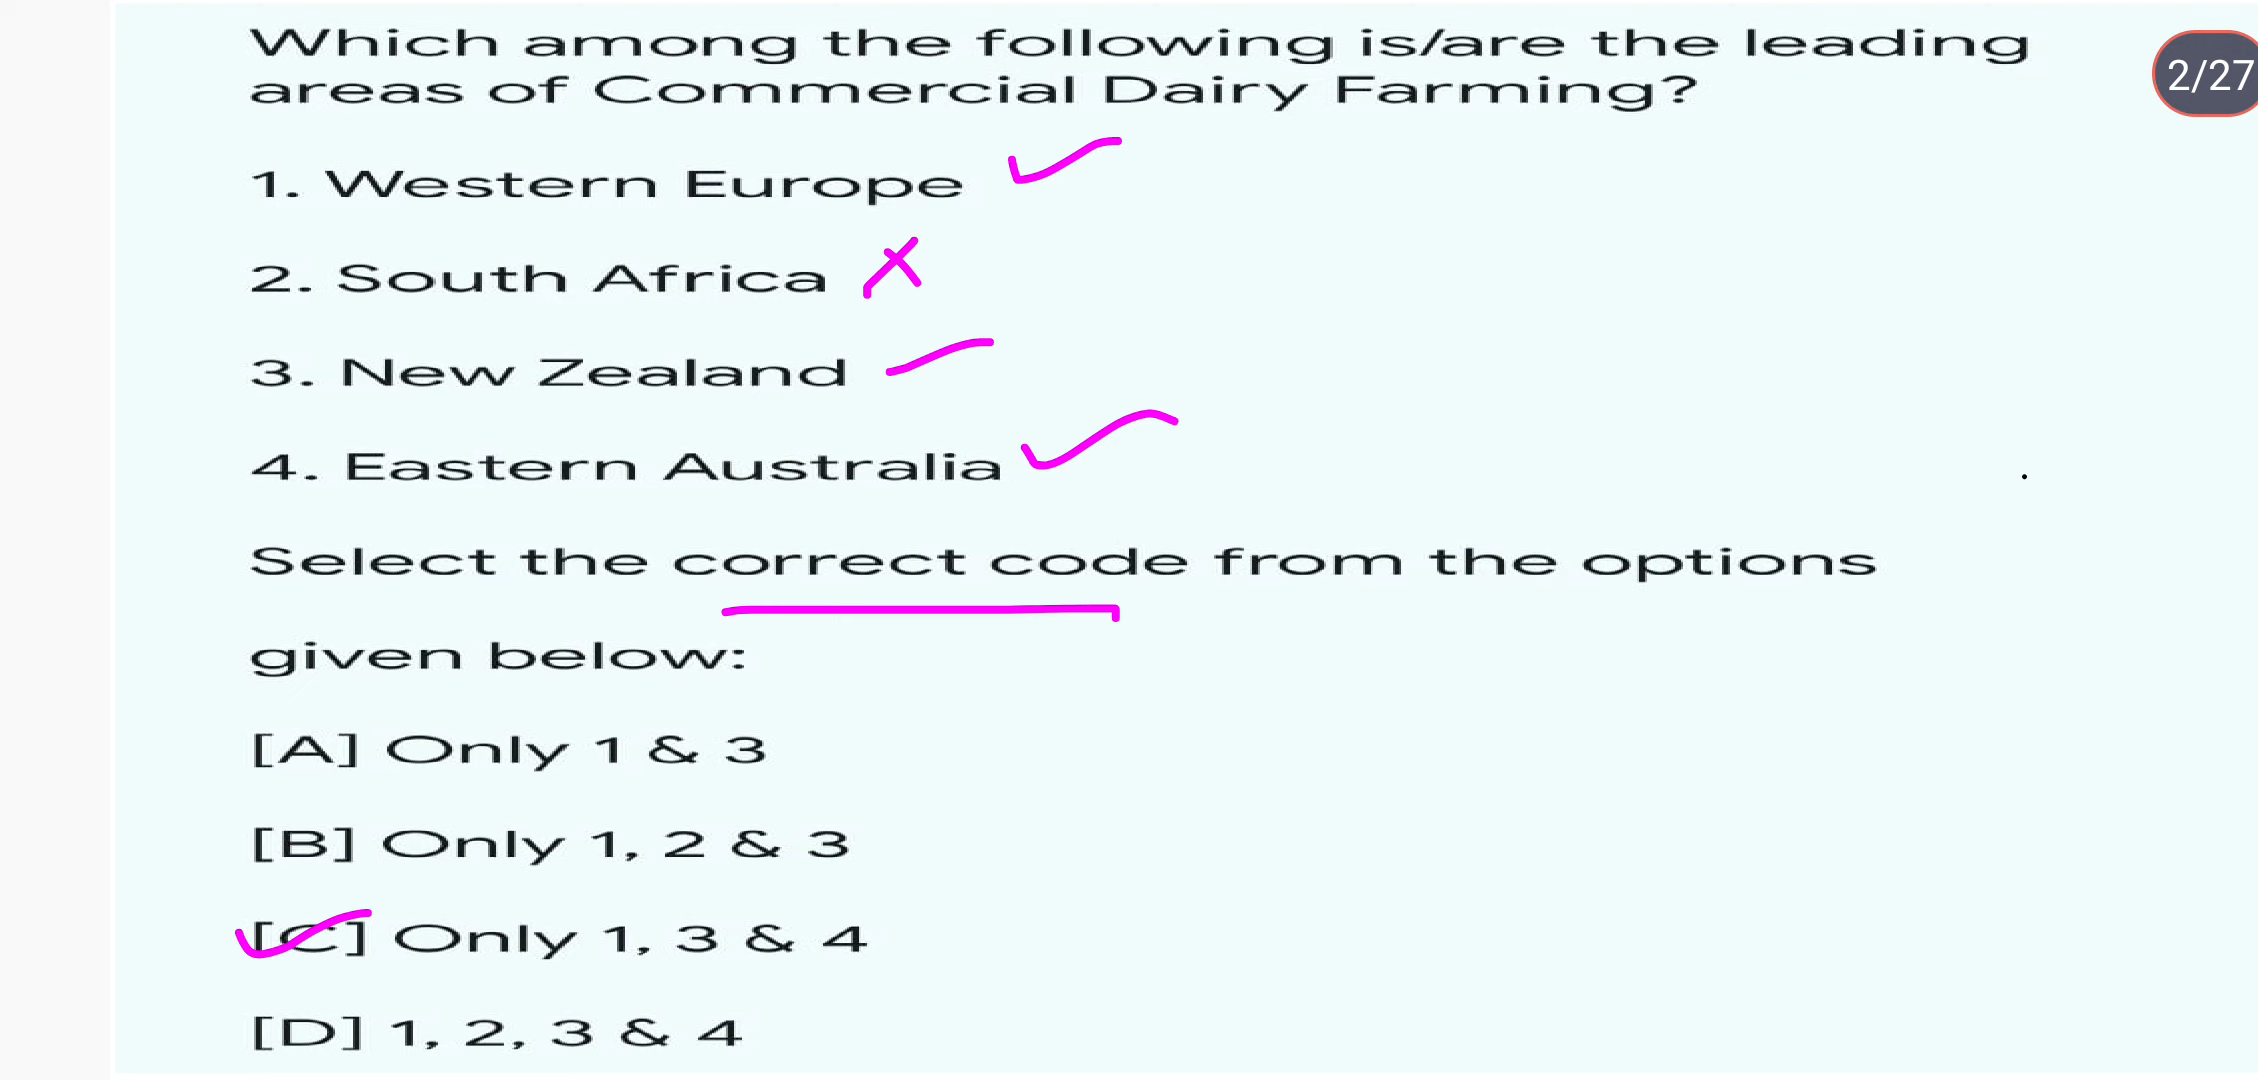 Which among the following is/are the leading
2/27
areas of Commercial Dairy Farming?
1. Western Europe
2. South Africa
3. New Zealand
4. Eastern Australia
Select the correct code from the options
given below:
[A] Only 1 & 3
[B] Only 1, 2 & 3
[C] Only 1, 3 & 4
[D] 1, 2, 3 & 4